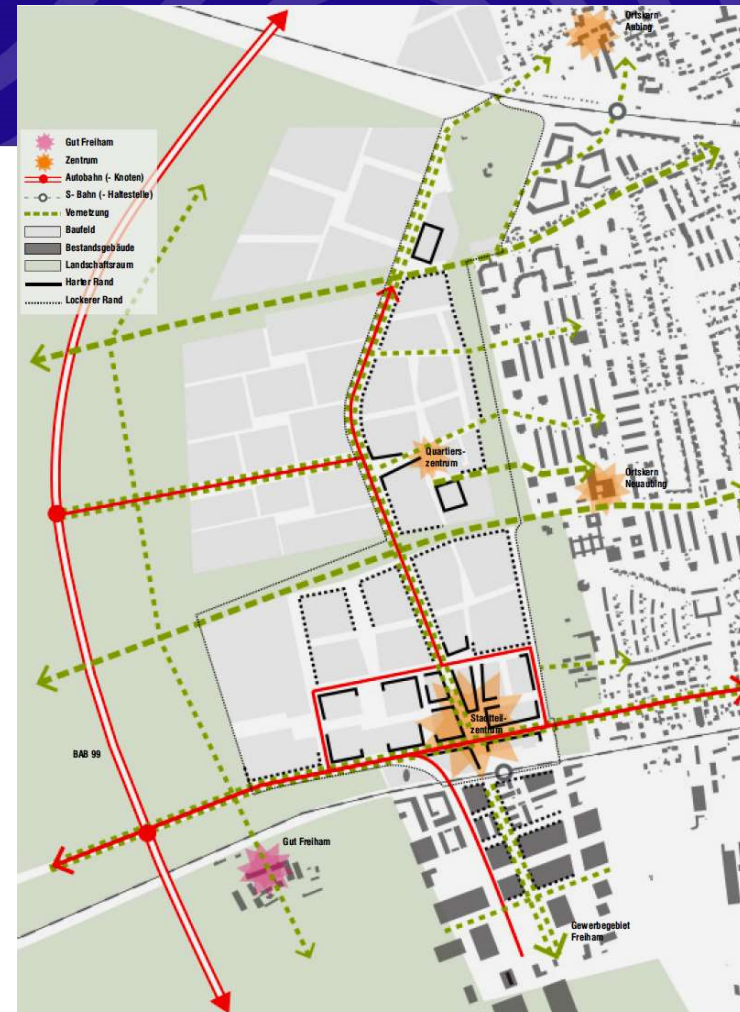 Ortskern
Aubing
Gut Freiham
Zentrum
Autobahn (- Knoten)
S- Bahn (- Haltestelle)
Vernetzung
Baufeld
Bestandsgebäude
Landschaftsraum
Harter Rand
Lockerer Rand
Quartiers-
zentrum
Ortskern
Neuaubing
Stadtteil-
zentrum
BAB 99
Gut Freiham
Gewerbegebiet
Freiham